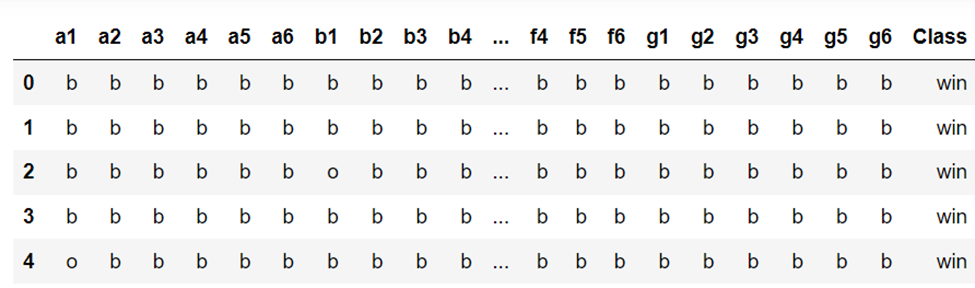 a1 a2 a3 a4 a5 a6 b1 b2 b3 b4 ... f4 f5 f6 g1 g2 g3 g4 g5 g6 Class
0 b b b b b b b b b b ... b b b b b b b b b win
1 b b b b b b b b b b ... b b b b b b b b b win
2 b b b b b b o b b b ... b b b b b b b b b win
3 b b b b b b b b b b ... b b b b b b b b b win
4 o b b b b b b b b b ... b b b b b b b b b win